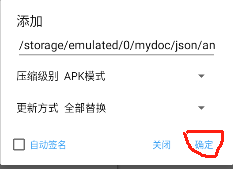 添加
/storage/emulated/0/mydoc/json/an
压缩级别 APK模式
更新方式 全部替换
自动签名 关闭 确定